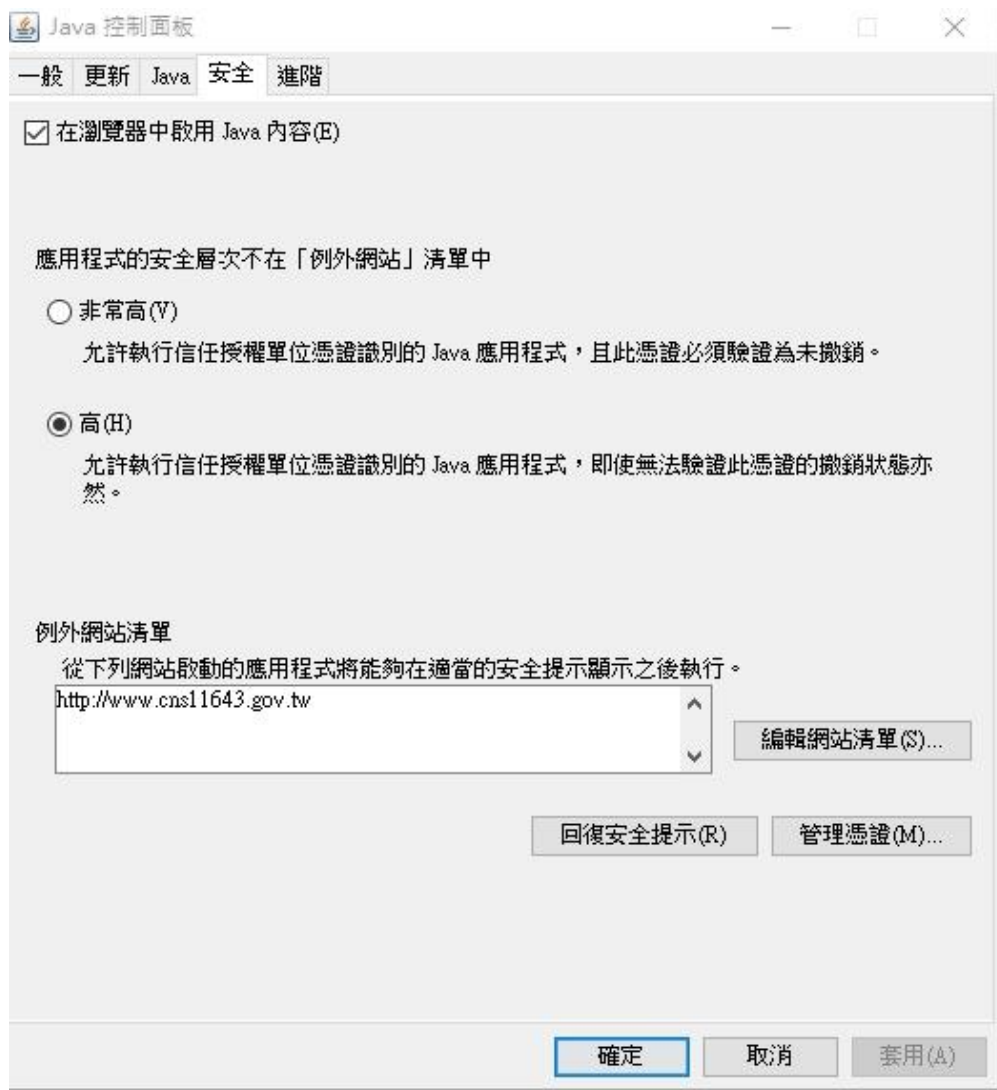 Java 控制面板
一般 更新 Java 安全 進階
在瀏覽器中啟用 Java 內容(E)
應用程式的安全層次不在「例外網站」清單中
非常高(V)
允許執行信任授權單位憑證識別的 Java 應用程式，且此憑證必須驗證為未撤銷。
高(H)
允許執行信任授權單位憑證識別的 Java 應用程式，即使無法驗證此憑證的撤銷狀態亦
然。
例外網站清單
從下列網站啟動的應用程式將能夠在適當的安全提示顯示之後執行。
http://www.cns11643.gov.tw
編輯網站清單(S)...
回復安全提示(R) 管理憑證(M)...
確定 取消 套用(A)